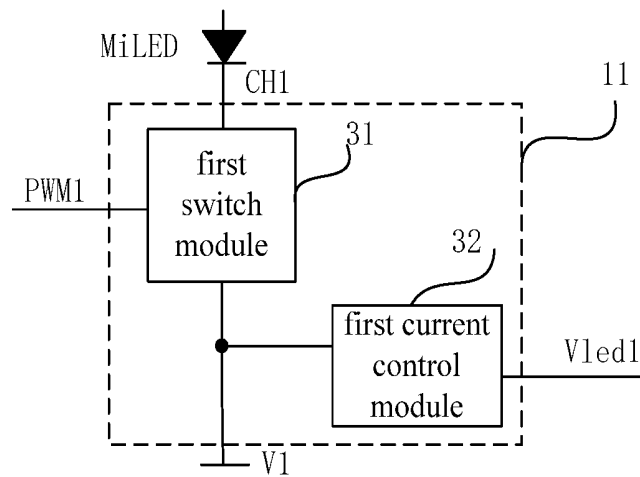 MiLED
CH1
11
31
first
switch
module
PWM1
32
first current
control
module
Vled1
V1